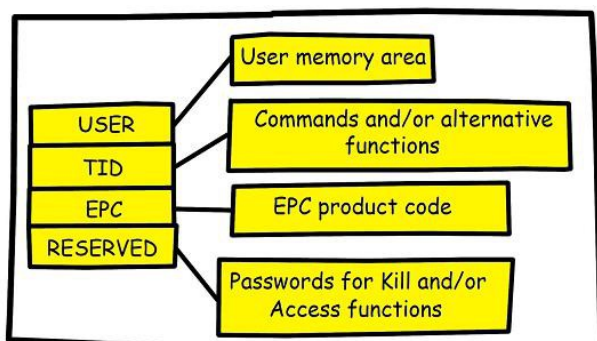 User memory area
USER
Commands and/or alternative
functions
TID
EPC
EPC product code
RESERVED
Passwords for Kill and/or
Access functions